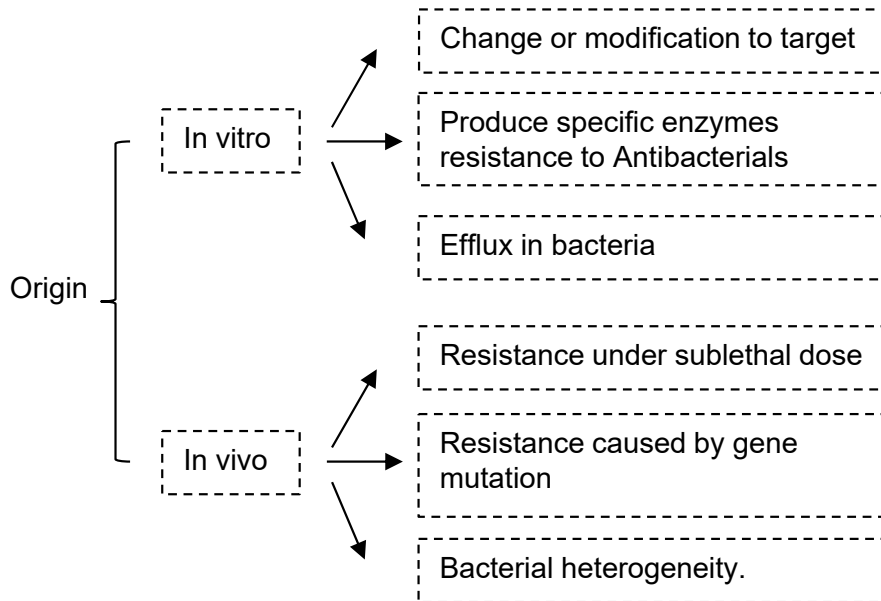 Origin
In vitro
Change or modification to target
Produce specific enzymes
resistance to Antibacterials
Efflux in bacteria
In vivo
Resistance under sublethal dose
Resistance caused by gene
mutation
Bacterial heterogeneity.